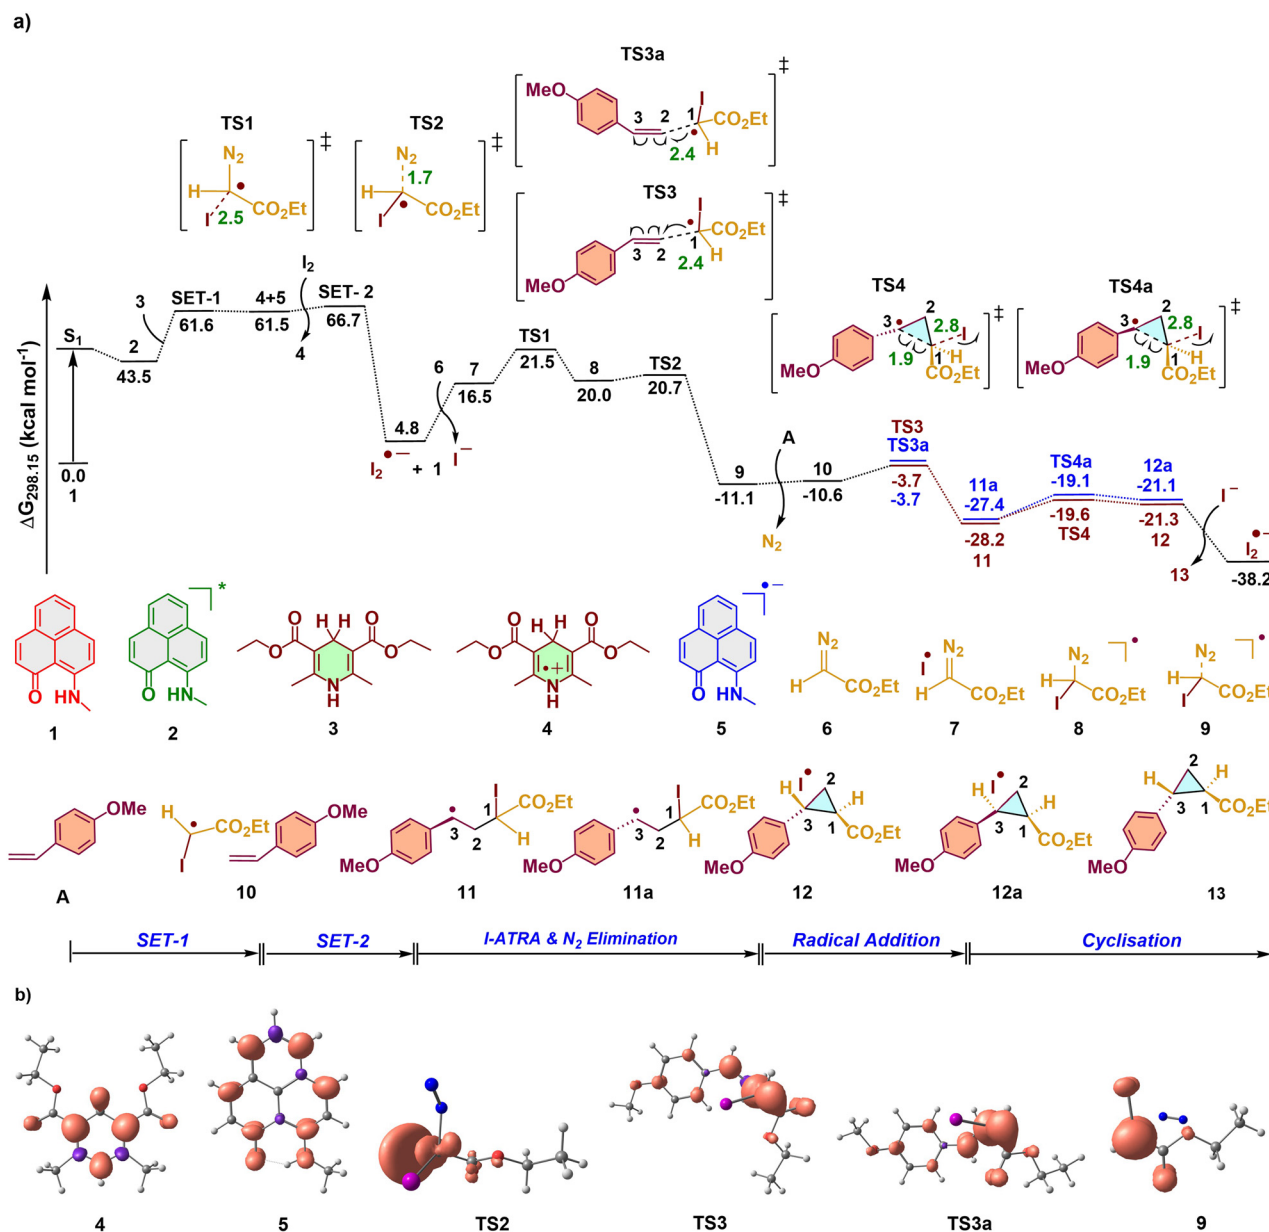 a)
TS3a
‡
MeO
3 2 1 I
CO2Et
H
2.4
TS1
N2
H
CO2Et
I 2.5
‡
TS2
N2
1.7
H
CO2Et
I
‡
TS3
‡
I
CO2Et
3 2 1 H
2.4
MeO
TS4
2
3 2.8 I
1.9 1 H
MeO
CO2Et
‡
TS4a
2
3 2.8 I
1.9 1 H
MeO
CO2Et
‡
ΔG298.15 (kcal mol−1)
S1
0.0
1
2
43.5
3
SET-1
61.6
4+5
61.5
I2
4
SET- 2
66.7
4.8
I2•− + 1
6
I−
7
16.5
TS1
21.5
8
20.0
TS2
20.7
9
-11.1
N2
A
10
-10.6
TS3
TS3a
-3.7
-3.7
11a
-27.4
-28.2
11
TS4a
-19.1
-19.6
TS4
12a
-21.1
-21.3
12
I−
13
I2•−
-38.2
O HN
1
*
O HN
2
H H
O O
O O
N
H
3
H H
O O
O O
•+
N
H
4
•−
O HN
5
N2
H CO2Et
6
N2
I•
H CO2Et
7
N2 •
H CO2Et
I
8
N2 •
H CO2Et
I
9
OMe
A
H
CO2Et
I
OMe
10
I
1 CO2Et
3 2 H
MeO
11
I
1 CO2Et
3 2 H
MeO
11a
I• 2
H H
3 1
CO2Et
MeO
12
I• 2
H H
3 1
CO2Et
MeO
12a
2
H H
3 1 CO2Et
MeO
13
SET-1
SET-2
I-ATRA & N2 Elimination
Radical Addition
Cyclisation
b)
4
5
TS2
TS3
TS3a
9